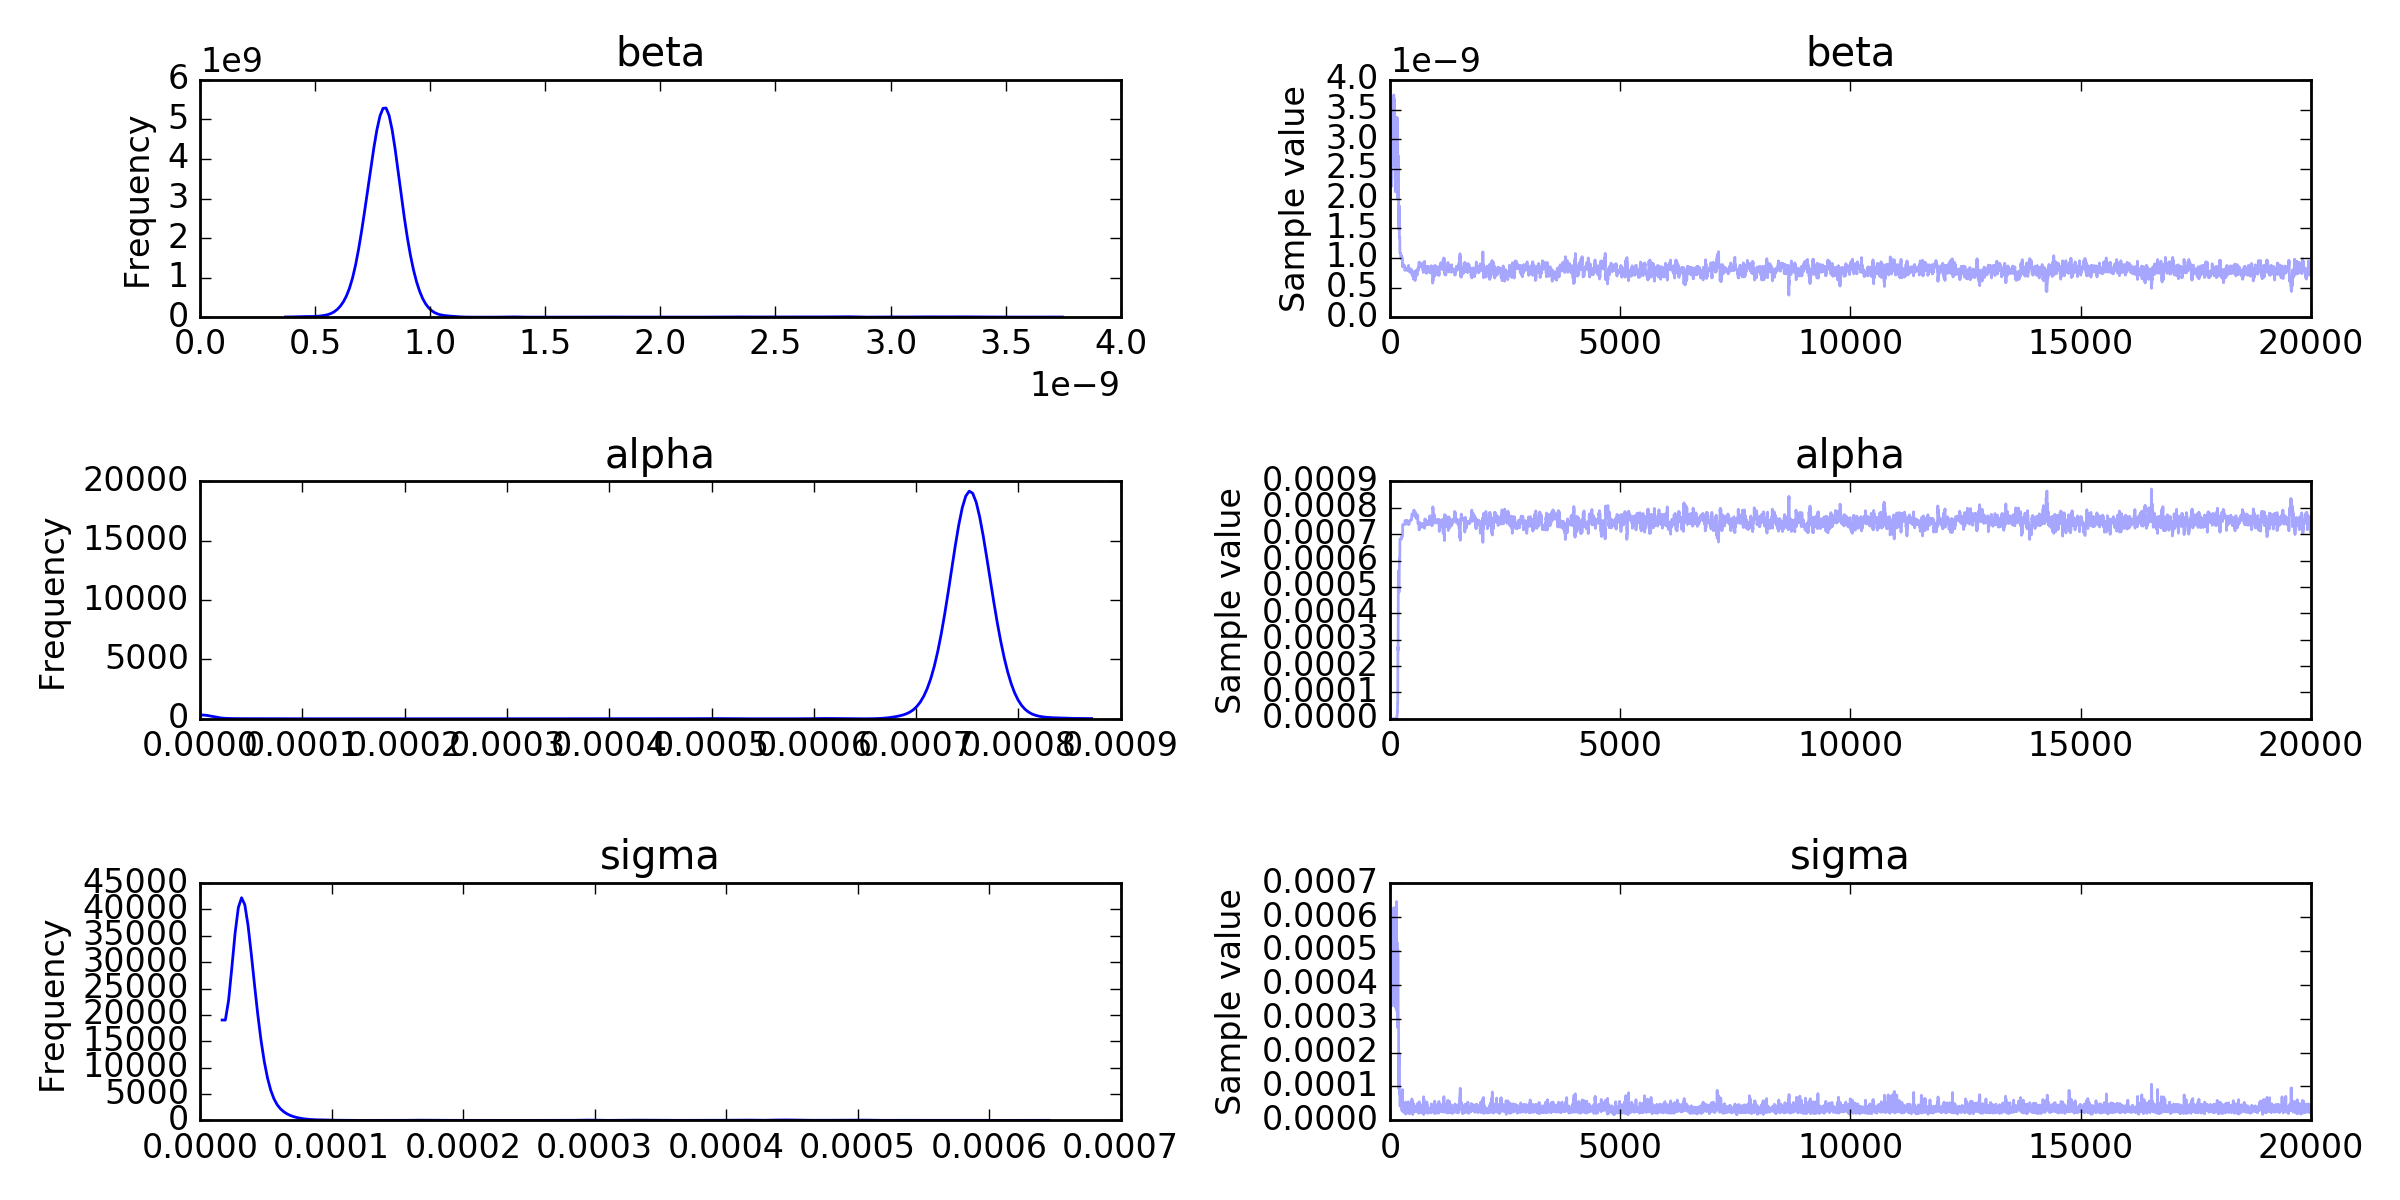 beta
1e9
Frequency
6
5
4
3
2
1
0
0.0 0.5 1.0 1.5 2.0 2.5 3.0 3.5 4.0
1e−9
beta
1e−9
Sample value
4.0
3.5
3.0
2.5
2.0
1.5
1.0
0.5
0.0
0 5000 10000 15000 20000
alpha
Frequency
20000
15000
10000
5000
0
0.0000 0.0001 0.0002 0.0003 0.0004 0.0005 0.0006 0.0007 0.0008 0.0009
alpha
Sample value
0.0009
0.0008
0.0007
0.0006
0.0005
0.0004
0.0003
0.0002
0.0001
0.0000
0 5000 10000 15000 20000
sigma
Frequency
45000
40000
35000
30000
25000
20000
15000
10000
5000
0
0.0000 0.0001 0.0002 0.0003 0.0004 0.0005 0.0006 0.0007
sigma
Sample value
0.0007
0.0006
0.0005
0.0004
0.0003
0.0002
0.0001
0.0000
0 5000 10000 15000 20000